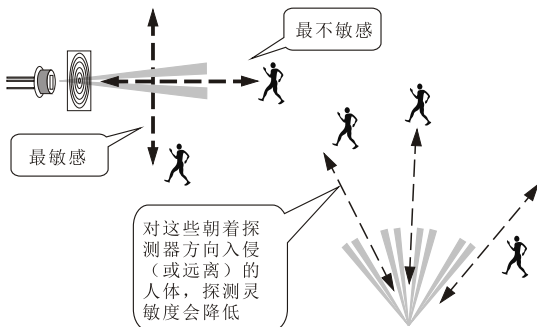 最不敏感
最敏感
对这些朝着探
测器方向入侵
（或远离）的
人体，探测灵
敏度会降低